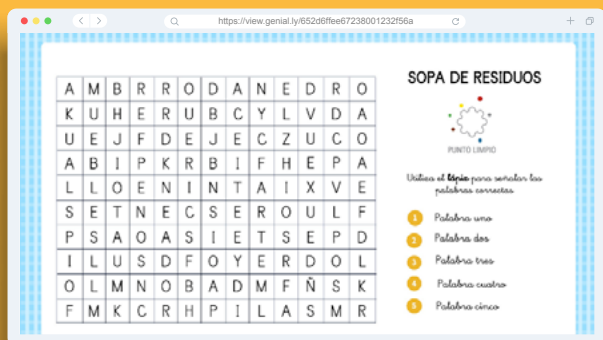 https://view.genial.ly/652d6ffee67238001232f56a
SOPA DE RESIDUOS
PUNTO LIMPIO
Utiliza el lápiz para señalar las
palabras correctas
1 Palabra uno
2 Palabra dos
3 Palabra tres
4 Palabra cuatro
5 Palabra cinco
A M B R R O D A N E D R O
K U H E R U B C Y L V D A
U E J F D E J E C Z U C O
A B I P K R B I F H E P A
L L O E N I N T A I X V E
S E T N E C S E R O U L F
P S A O A S I E T S E P D
I L U S D F O Y E R D O L
O L M N O B A D M F Ñ S K
F M K C R H P I L A S M R